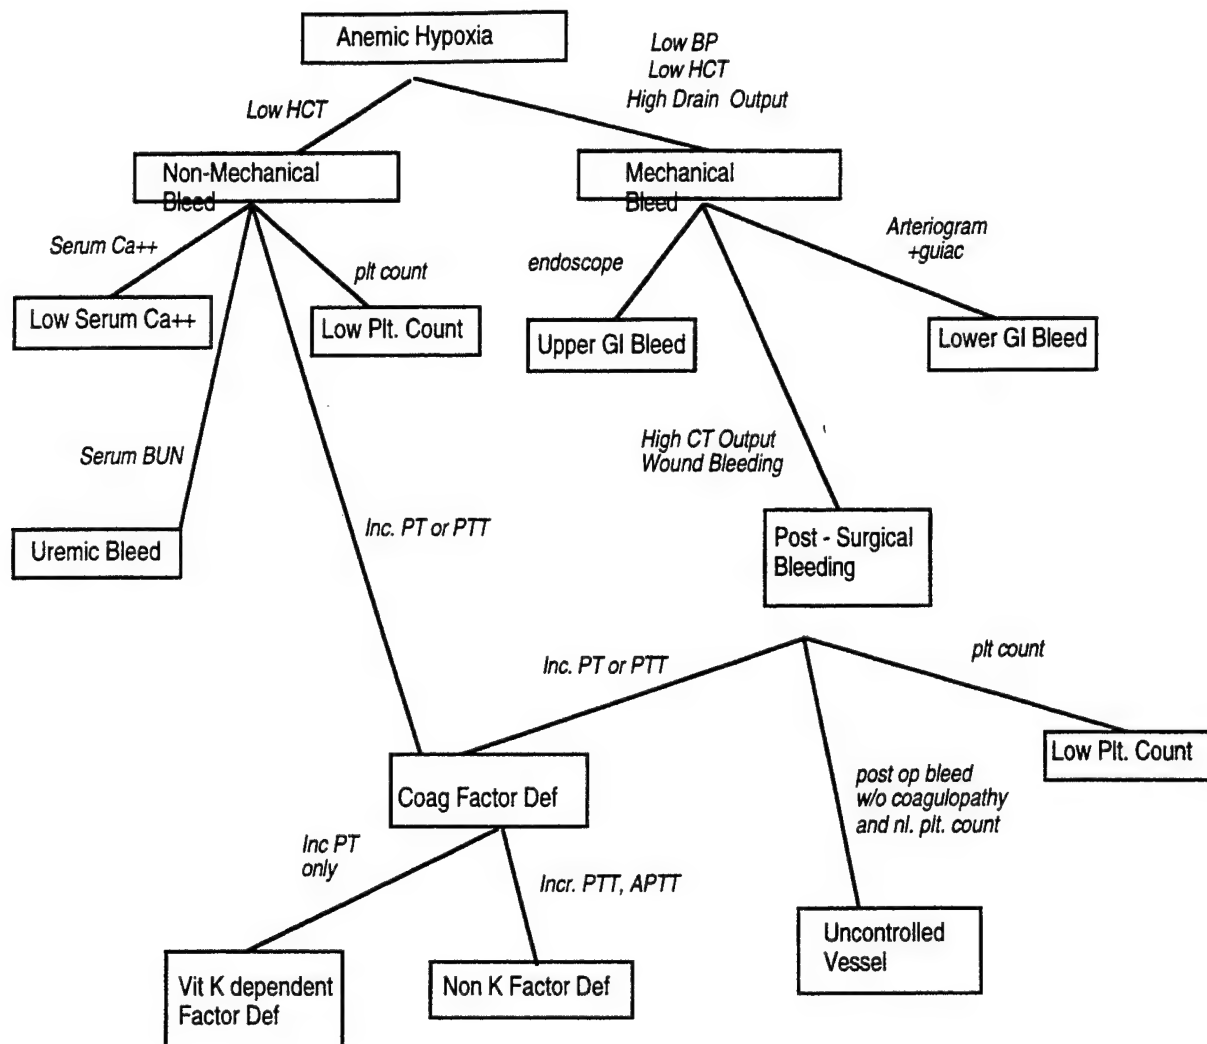 Anemic Hypoxia
Low BP
Low HCT
High Drain Output
Low HCT
Non-Mechanical
Bleed
Mechanical
Bleed
Serum Ca++
plt count
endoscope
Arteriogram
+guiac
Low Serum Ca++
Low Plt. Count
Upper GI Bleed
Lower GI Bleed
Serum BUN
High CT Output
Wound Bleeding
Uremic Bleed
Inc. PT or PTT
Post - Surgical
Bleeding
Inc. PT or PTT
plt count
Low Plt. Count
Coag Factor Def
post op bleed
w/o coagulopathy
and nl. plt. count
Inc PT
only
Incr. PTT, APTT
Uncontrolled
Vessel
Vit K dependent
Factor Def
Non K Factor Def